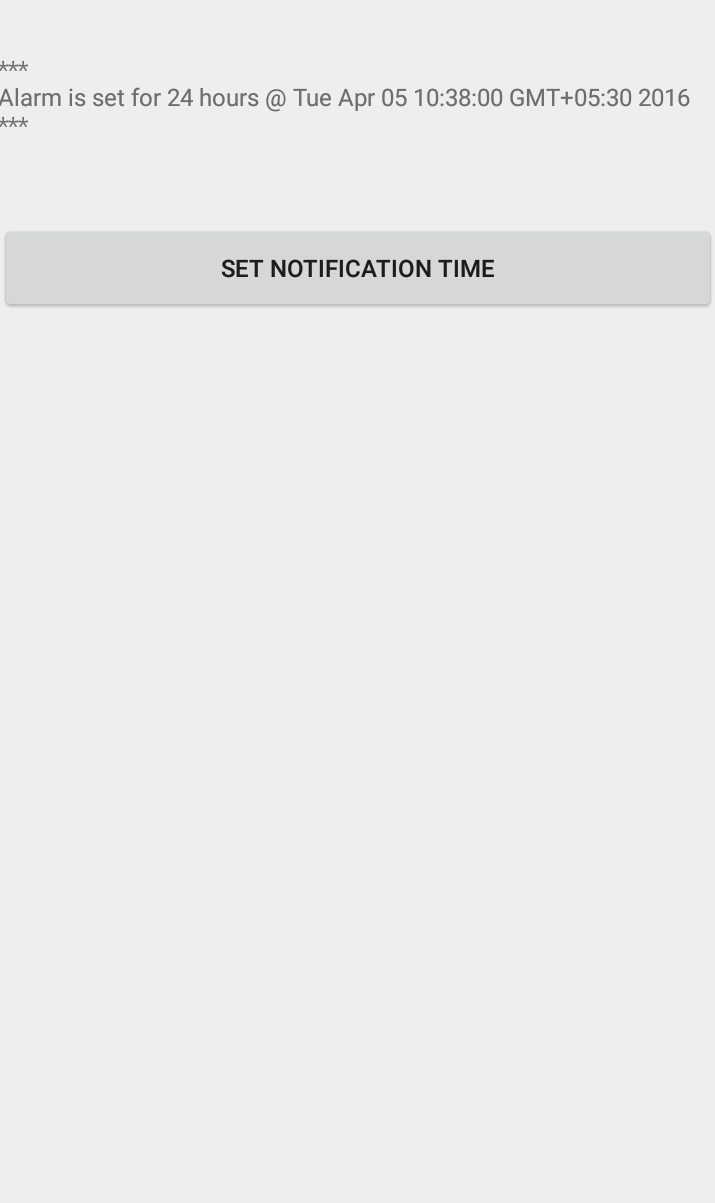 ***
Alarm is set for 24 hours @ Tue Apr 05 10:38:00 GMT+05:30 2016
***
SET NOTIFICATION TIME